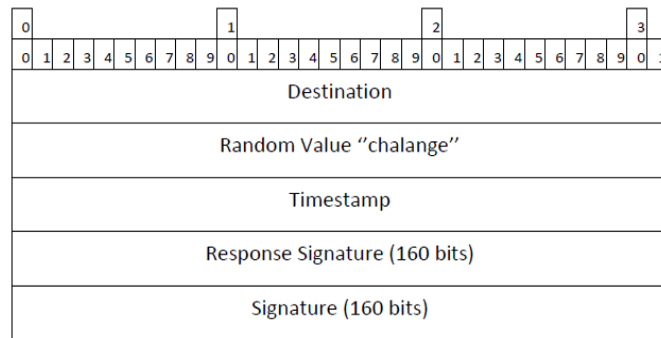 0 1 2 3
0 1 2 3 4 5 6 7 8 9 0 1 2 3 4 5 6 7 8 9 0 1 2 3 4 5 6 7 8 9 0 1
Destination
Random Value ‘‘chalange’’
Timestamp
Response Signature (160 bits)
Signature (160 bits)